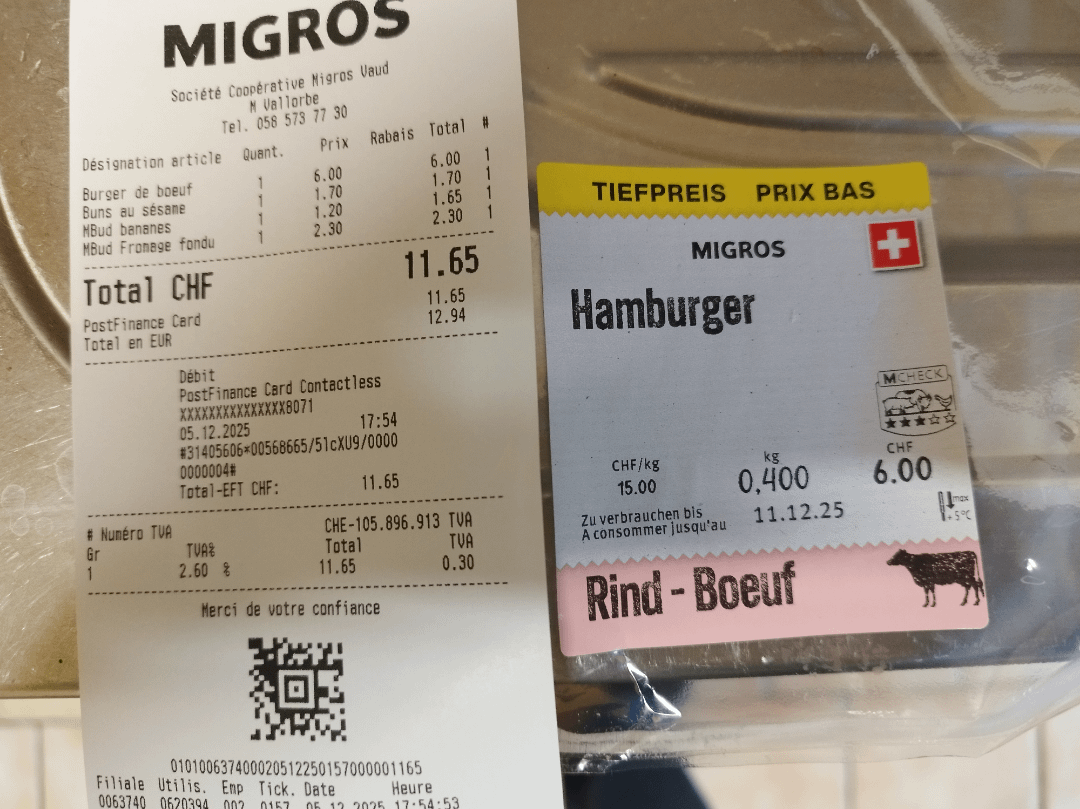 MIGROS
Société Coopérative Migros Vaud
M Vallorbe
Tel. 058 573 77 30
Désignation article Quant. Prix Rabais Total #
Burger de boeuf 1 6.00 6.00 1
Buns au sésame 1 1.70 1.70 1
MBud bananes 1 1.20 1.65 1
MBud Fromage fondu 1 2.30 2.30 1
Total CHF 11.65
PostFinance Card 11.65
Total en EUR 12.94
Débit
PostFinance Card Contactless
XXXXXXXXXXXXXXX8071
05.12.2025 17:54
#31405606*00568665/51cXU9/0000
0000004#
Total-EFT CHF: 11.65
# Numéro TVA CHE-105.896.913 TVA
Gr TVA% Total TVA
1 2.60 % 11.65 0.30
Merci de votre confiance
0101006374000205122501570000001165
Filiale Utilis. Emp Tick. Date Heure
0063740 0620394 002 0157 05.12.2025 17:54:53
TIEFPREIS PRIX BAS
MIGROS
Hamburger
MCHECK
CHF/kg kg CHF
15.00 0,400 6.00
Zu verbrauchen bis
A consommer jusqu'au 11.12.25
max
+5°C
Rind - Boeuf